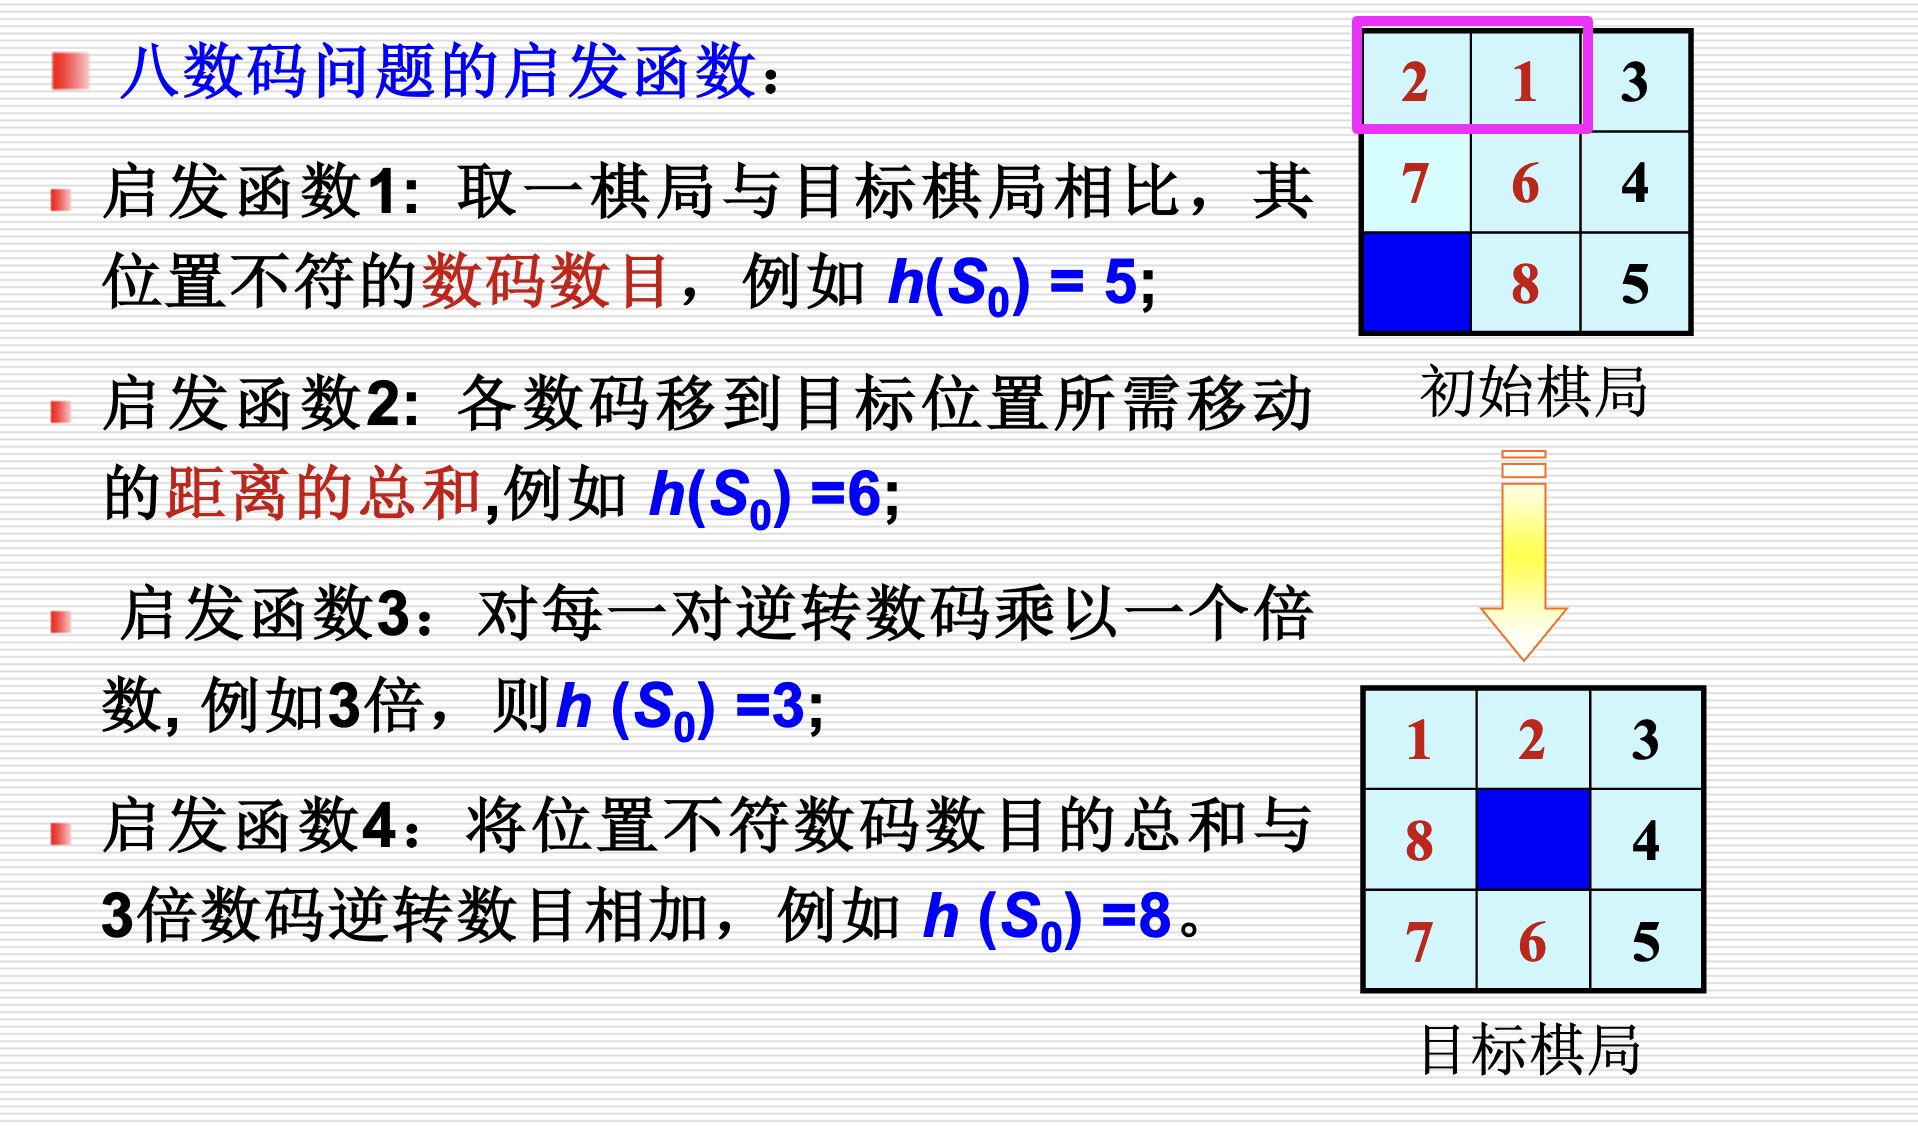 八数码问题的启发函数：
启发函数1: 取一棋局与目标棋局相比，其
位置不符的数码数目，例如 h(S0) = 5;
启发函数2: 各数码移到目标位置所需移动
的距离的总和,例如 h(S0) =6;
启发函数3：对每一对逆转数码乘以一个倍
数, 例如3倍，则h (S0) =3;
启发函数4：将位置不符数码数目的总和与
3倍数码逆转数目相加，例如 h (S0) =8。
2 1 3
7 6 4
8 5
初始棋局
1 2 3
8 4
7 6 5
目标棋局